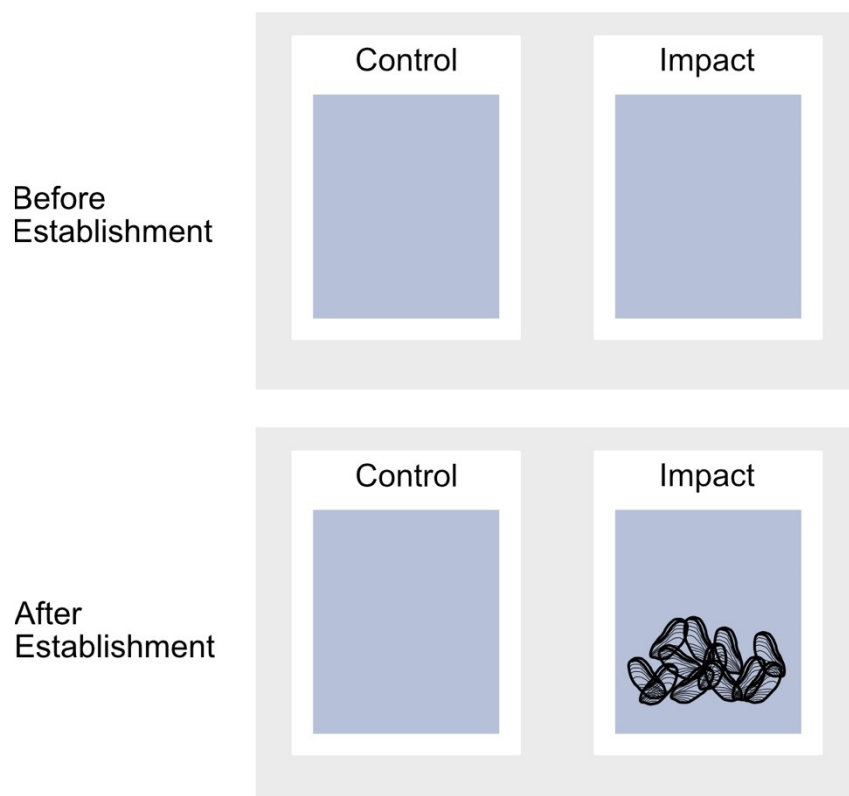 Control
Impact
Before
Establishment
Control
Impact
After
Establishment